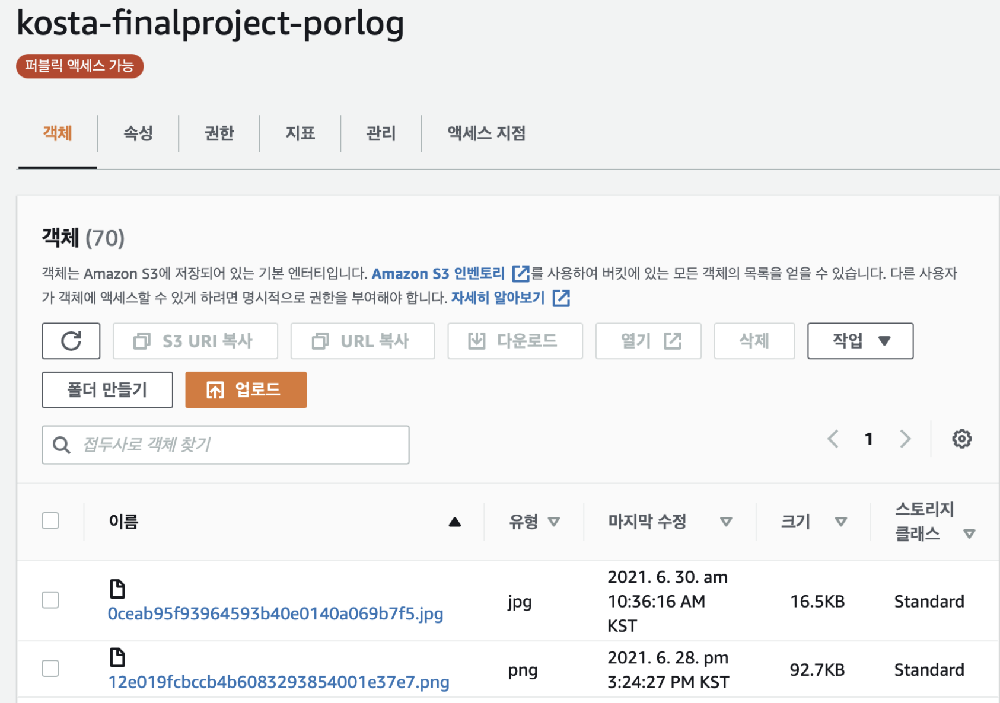 kosta-finalproject-porlog
퍼블릭 액세스 가능
객체 속성 권한 지표 관리 액세스 지점
객체 (70)
객체는 Amazon S3에 저장되어 있는 기본 엔터티입니다. Amazon S3 인벤토리 를 사용하여 버킷에 있는 모든 객체의 목록을 얻을 수 있습니다. 다른 사용자
가 객체에 액세스할 수 있게 하려면 명시적으로 권한을 부여해야 합니다. 자세히 알아보기
S3 URI 복사 URL 복사 다운로드 열기 삭제 작업
폴더 만들기 업로드
접두사로 객체 찾기 1
이름 유형 마지막 수정 크기 스토리지
클래스
0ceab95f93964593b40e0140a069b7f5.jpg jpg 2021. 6. 30. am
10:36:16 AM
KST 16.5KB Standard
12e019fcbccb4b6083293854001e37e7.png png 2021. 6. 28. pm
3:24:27 PM KST 92.7KB Standard